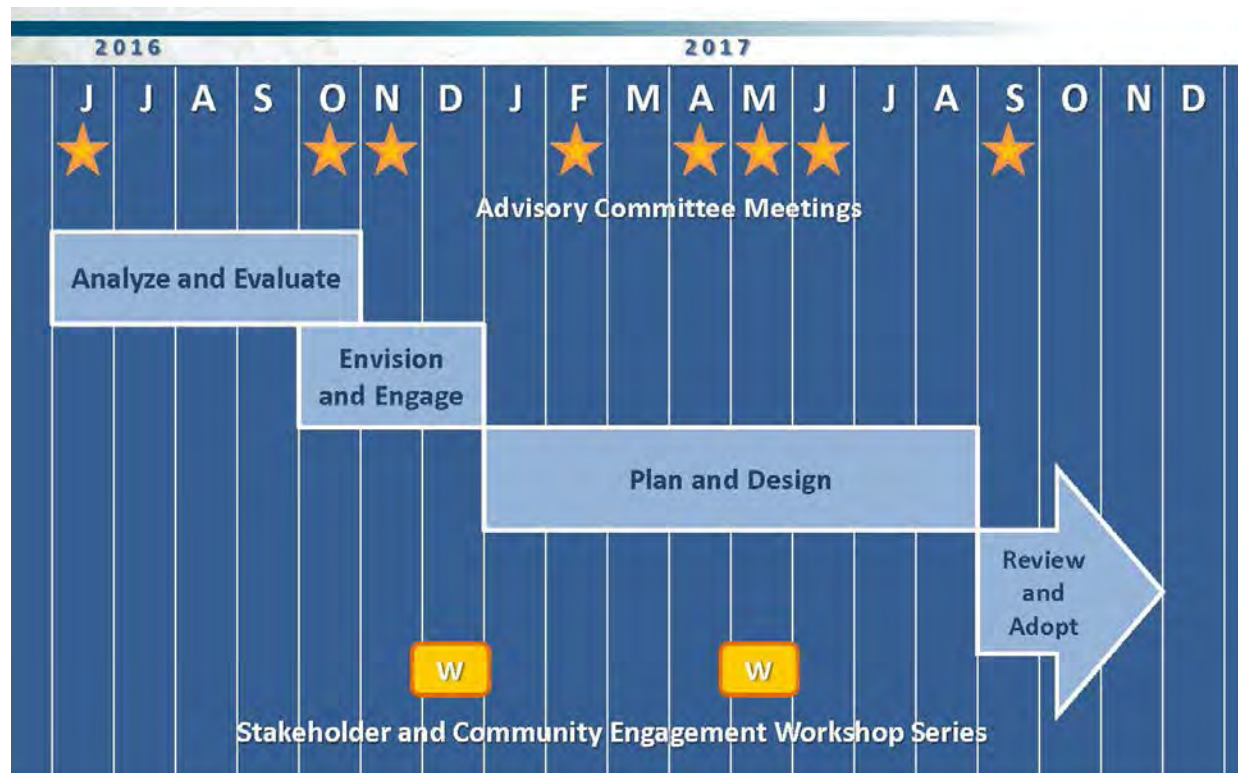 2016 2017
J J A S O N D J F M A M J J A S O N D
Advisory Committee Meetings
Analyze and Evaluate
Envision
and Engage
Plan and Design
Review
and
Adopt
W W
Stakeholder and Community Engagement Workshop Series